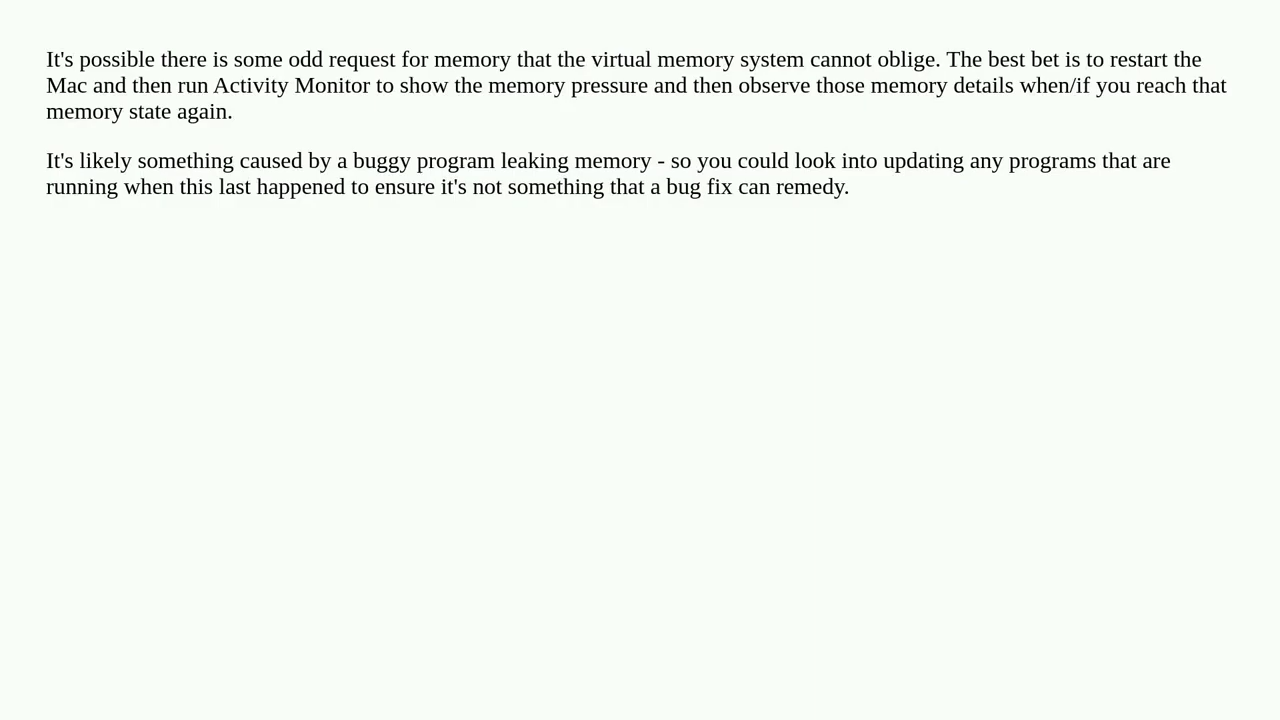 It's possible there is some odd request for memory that the virtual memory system cannot oblige. The best bet is to restart the
Mac and then run Activity Monitor to show the memory pressure and then observe those memory details when/if you reach that
memory state again.
It's likely something caused by a buggy program leaking memory - so you could look into updating any programs that are
running when this last happened to ensure it's not something that a bug fix can remedy.